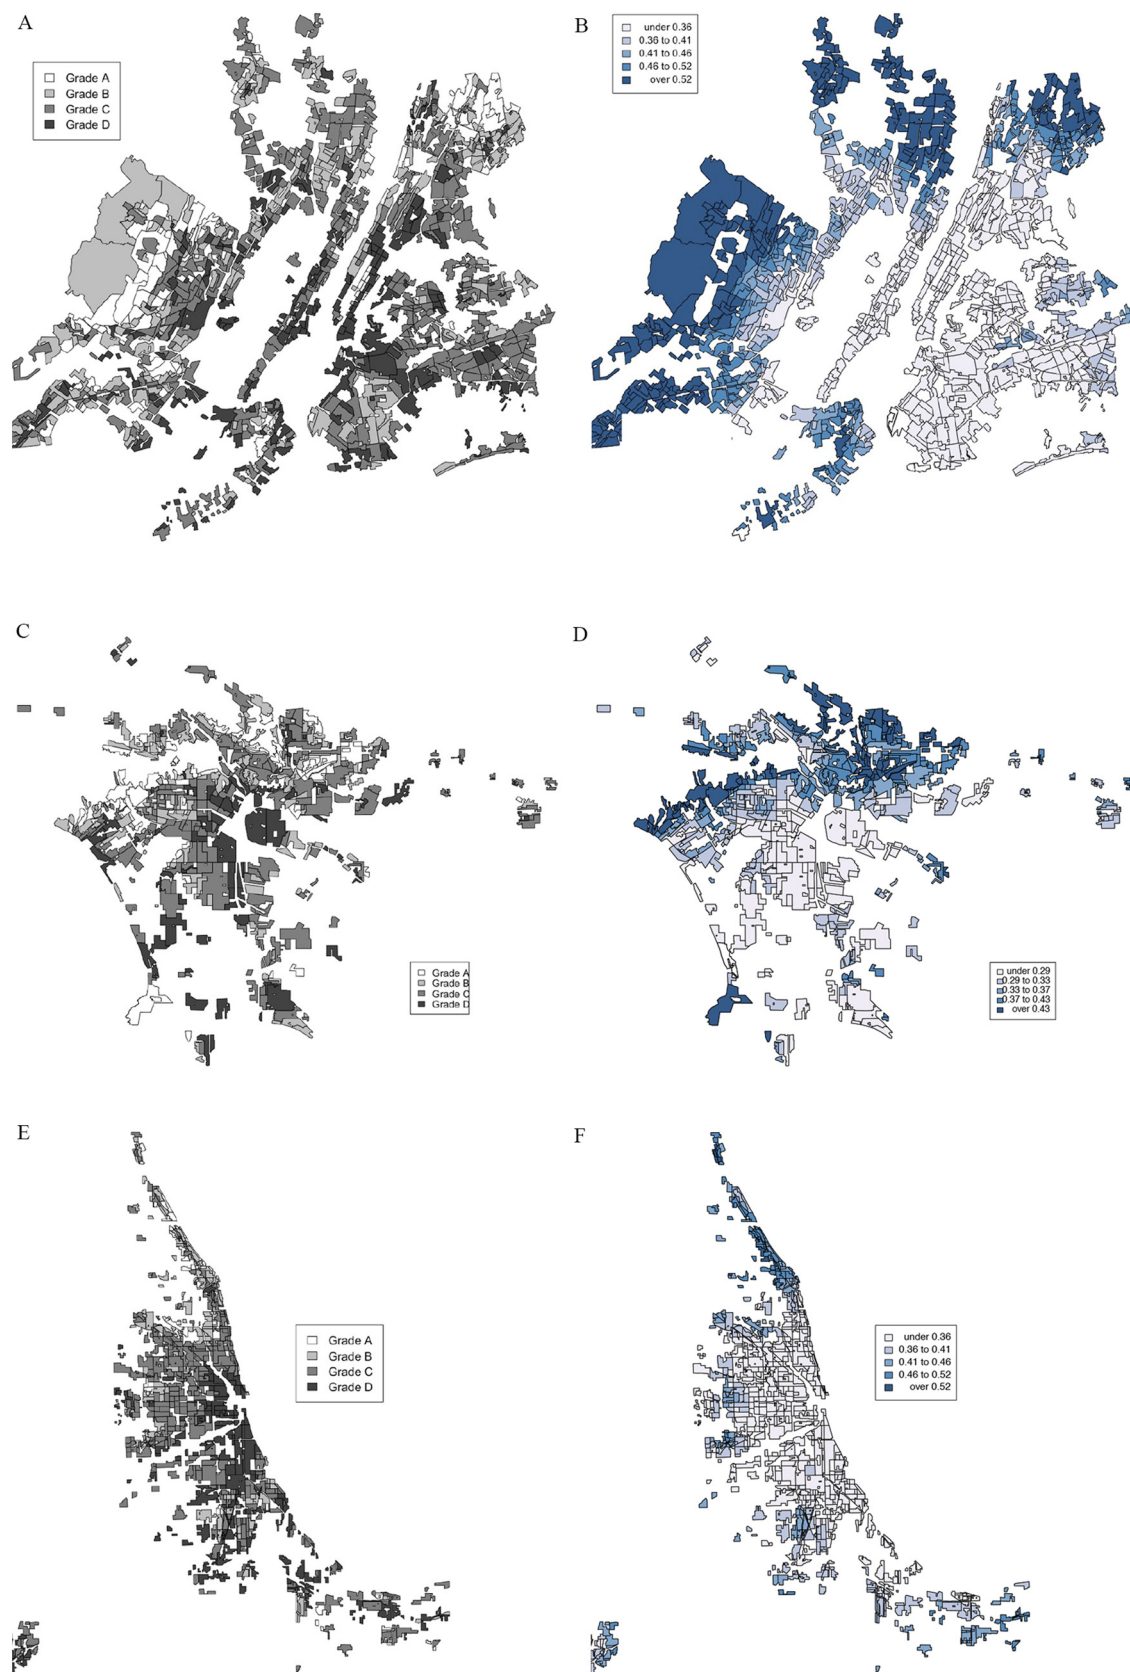 A
Grade A
Grade B
Grade C
Grade D
B
under 0.36
0.36 to 0.41
0.41 to 0.46
0.46 to 0.52
over 0.52
C
Grade A
Grade B
Grade C
Grade D
D
under 0.29
0.29 to 0.33
0.33 to 0.37
0.37 to 0.43
over 0.43
E
Grade A
Grade B
Grade C
Grade D
F
under 0.36
0.36 to 0.41
0.41 to 0.46
0.46 to 0.52
over 0.52